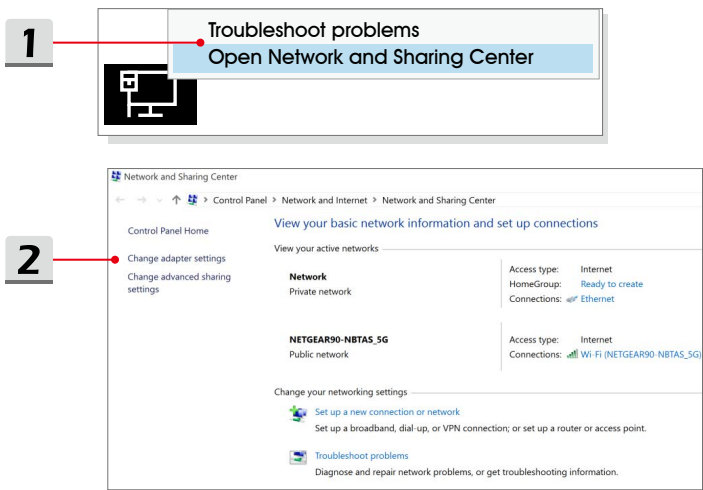 1
Troubleshoot problems
Open Network and Sharing Center
2
Network and Sharing Center
Control Panel > Network and Internet > Network and Sharing Center
Control Panel Home
Change adapter settings
Change advanced sharing
settings
View your basic network information and set up connections
View your active networks
Network
Private network
Access type: Internet
HomeGroup: Ready to create
Connections: Ethernet
NETGEAR90-NBTAS_5G
Public network
Access type: Internet
Connections: Wi-Fi (NETGEAR90-NBTAS_5G)
Change your networking settings
Set up a new connection or network
Set up a broadband, dial-up, or VPN connection; or set up a router or access point.
Troubleshoot problems
Diagnose and repair network problems, or get troubleshooting information.